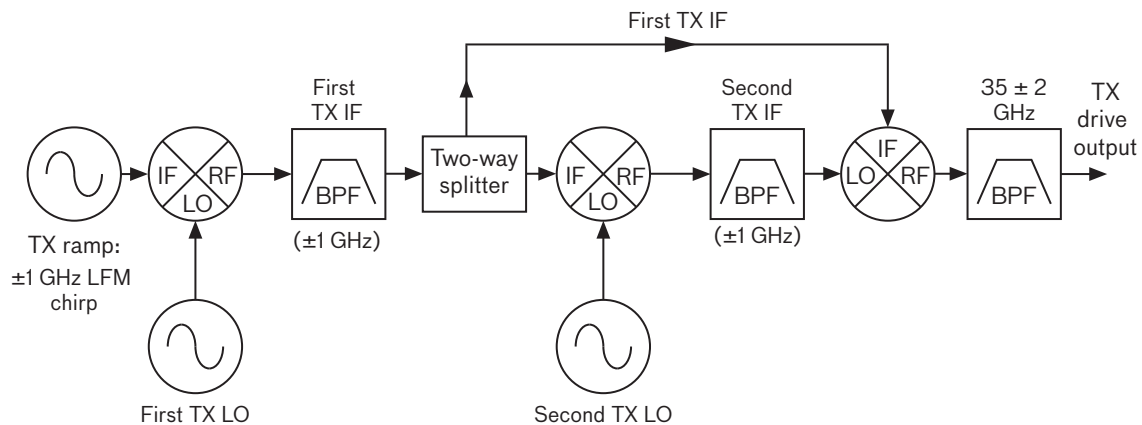 First TX IF
First
TX IF
Second
TX IF
35 ± 2
GHz
TX
drive
output
IF
RF
LO
BPF
Two-way
splitter
IF
RF
LO
BPF
IF
LO
RF
BPF
(±1 GHz)
(±1 GHz)
TX ramp:
±1 GHz LFM
chirp
First TX LO
Second TX LO